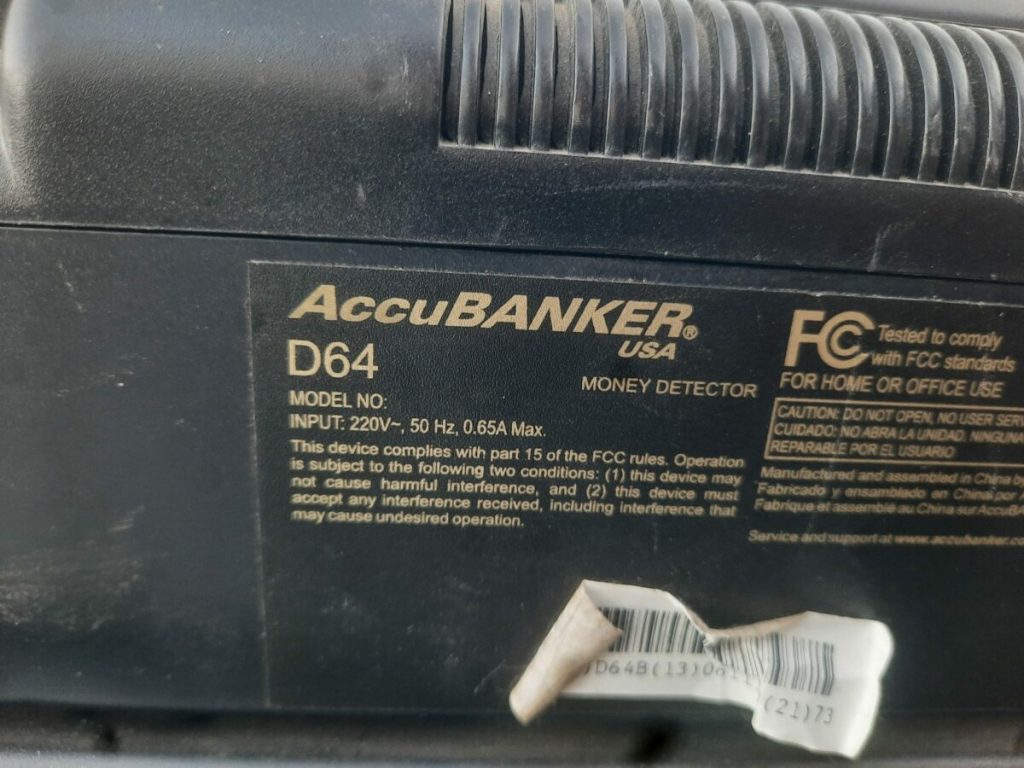 AccuBANKER®
USA
D64
MONEY DETECTOR
MODEL NO:
INPUT: 220V~, 50 Hz, 0.65A Max.
This device complies with part 15 of the FCC rules. Operation
is subject to the following two conditions: (1) this device may
not cause harmful interference, and (2) this device must
accept any interference received, including interference that
may cause undesired operation.
FC Tested to comply
with FCC standards
FOR HOME OR OFFICE USE
CAUTION: DO NOT OPEN, NO USER
CUIDADO: NO ABRA LA UNIDAD,
REPARABLE POR EL USUARIO
Manufactured and assembled in China by
Fabricado y ensamblado en China por
Fabriqué et assemblé au China sur
Service and support at
D64B(13)
(21)73